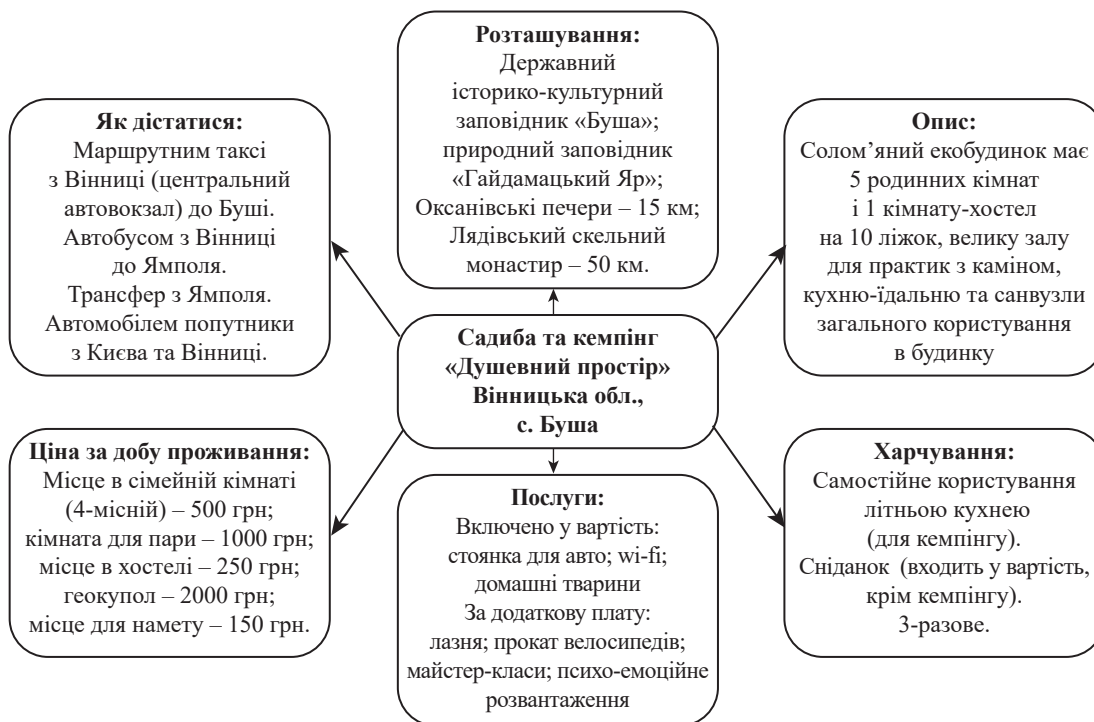 Розташування:
Державний
історико-культурний
заповідник «Буша»;
природний заповідник
«Гайдамацький Яр»;
Оксанівські печери – 15 км;
Лядівський скельний
монастир – 50 км.
Як дістатися:
Маршрутним таксі
з Вінниці (центральний
автовокзал) до Буші.
Автобусом з Вінниці
до Ямполя.
Трансфер з Ямполя.
Автомобілем попутники
з Києва та Вінниці.
Опис:
Солом’яний екобудинок має
5 родинних кімнат
і 1 кімнату-хостел
на 10 ліжок, велику залу
для практик з каміном,
кухню-їдальню та санвузли
загального користування
в будинку
Садиба та кемпінг
«Душевний простір»
Вінницька обл.,
с. Буша
Ціна за добу проживання:
Місце в сімейній кімнаті
(4-місній) – 500 грн;
кімната для пари – 1000 грн;
місце в хостелі – 250 грн;
геокупол – 2000 грн;
місце для намету – 150 грн.
Послуги:
Включено у вартість:
стоянка для авто; wi-fi;
домашні тварини
За додаткову плату:
лазня; прокат велосипедів;
майстер-класи; психо-емоційне
розвантаження
Харчування:
Самостійне користування
літньою кухнею
(для кемпінгу).
Сніданок (входить у вартість,
крім кемпінгу).
3-разове.